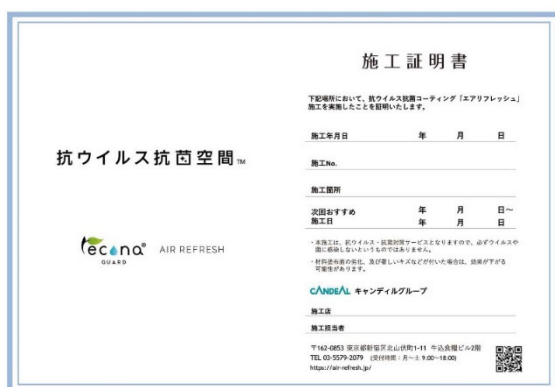 抗ウイルス抗菌空間™
econa®
GUARD
AIR REFRESH
施工証明書
下記場所において、抗ウイルス抗菌コーティング「エアリフレッシュ」
施工を実施したことを証明いたします。
施工年月日 年 月 日
施工No.
施工箇所
次回おすすめ 年 月 日～
施工日 年 月 日
・本施工は、抗ウイルス・抗菌対策サービスとなりますので、必ずウイルスや
菌に感染しないというものではありません。
・材料塗布面の劣化、及び著しいキズなどが付いた場合は、効果が下がる
可能性があります。
CANDEAL キャンディルグループ
施工店
施工担当者
〒162-0853 東京都新宿区北山伏町1-11 牛込食糧ビル2階
TEL 03-5579-2079 (受付時間：月～土 9:00~18:00)
https://air-refresh.jp/